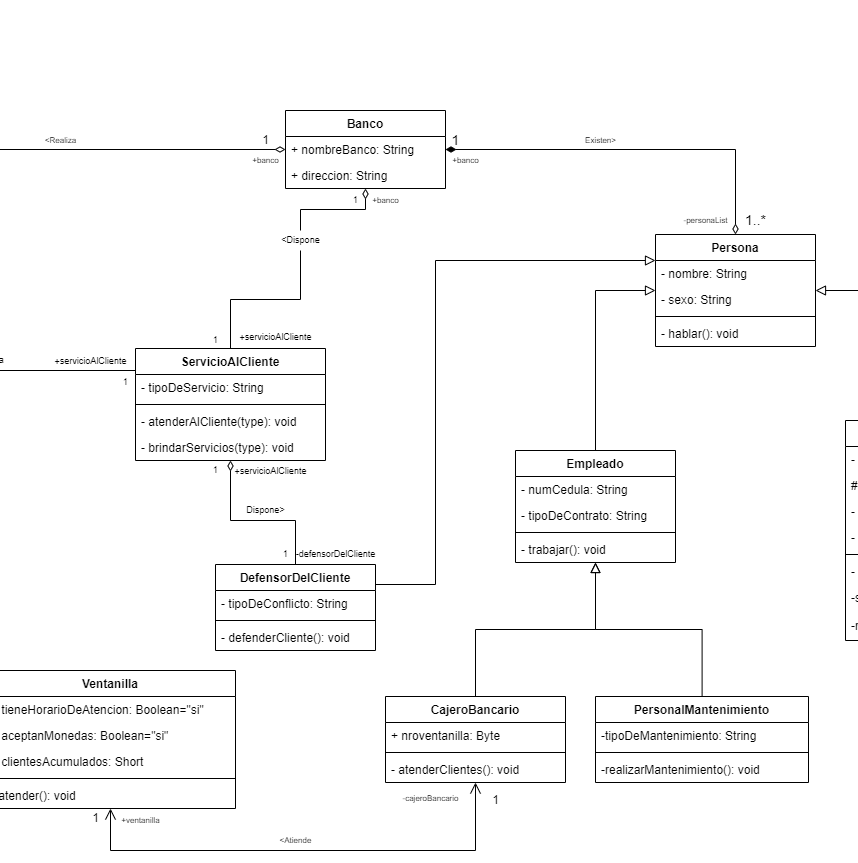 Banco
+ nombreBanco: String
+ direccion: String
<Realiza
1
+banco
1
+banco
Existen>
1
+banco
<Dispone
-personaList
1..*
Persona
- nombre: String
- sexo: String
- hablar(): void
1
+servicioAlCliente
+servicioAlCliente
1
ServicioAlCliente
- tipoDeServicio: String
- atenderAlCliente(type): void
- brindarServicios(type): void
1
+servicioAlCliente
Dispone>
1
-defensorDelCliente
DefensorDelCliente
- tipoDeConflicto: String
- defenderCliente(): void
Empleado
- numCedula: String
- tipoDeContrato: String
- trabajar(): void
-
#
-
-
-
Ventanilla
tieneHorarioDeAtencion: Boolean="si"
aceptanMonedas: Boolean="si"
clientesAcumulados: Short
atender(): void
CajeroBancario
+ nroventanilla: Byte
- atenderClientes(): void
PersonalMantenimiento
-tipoDeMantenimiento: String
-realizarMantenimiento(): void
1
+ventanilla
<Atiende
-cajeroBancario
1